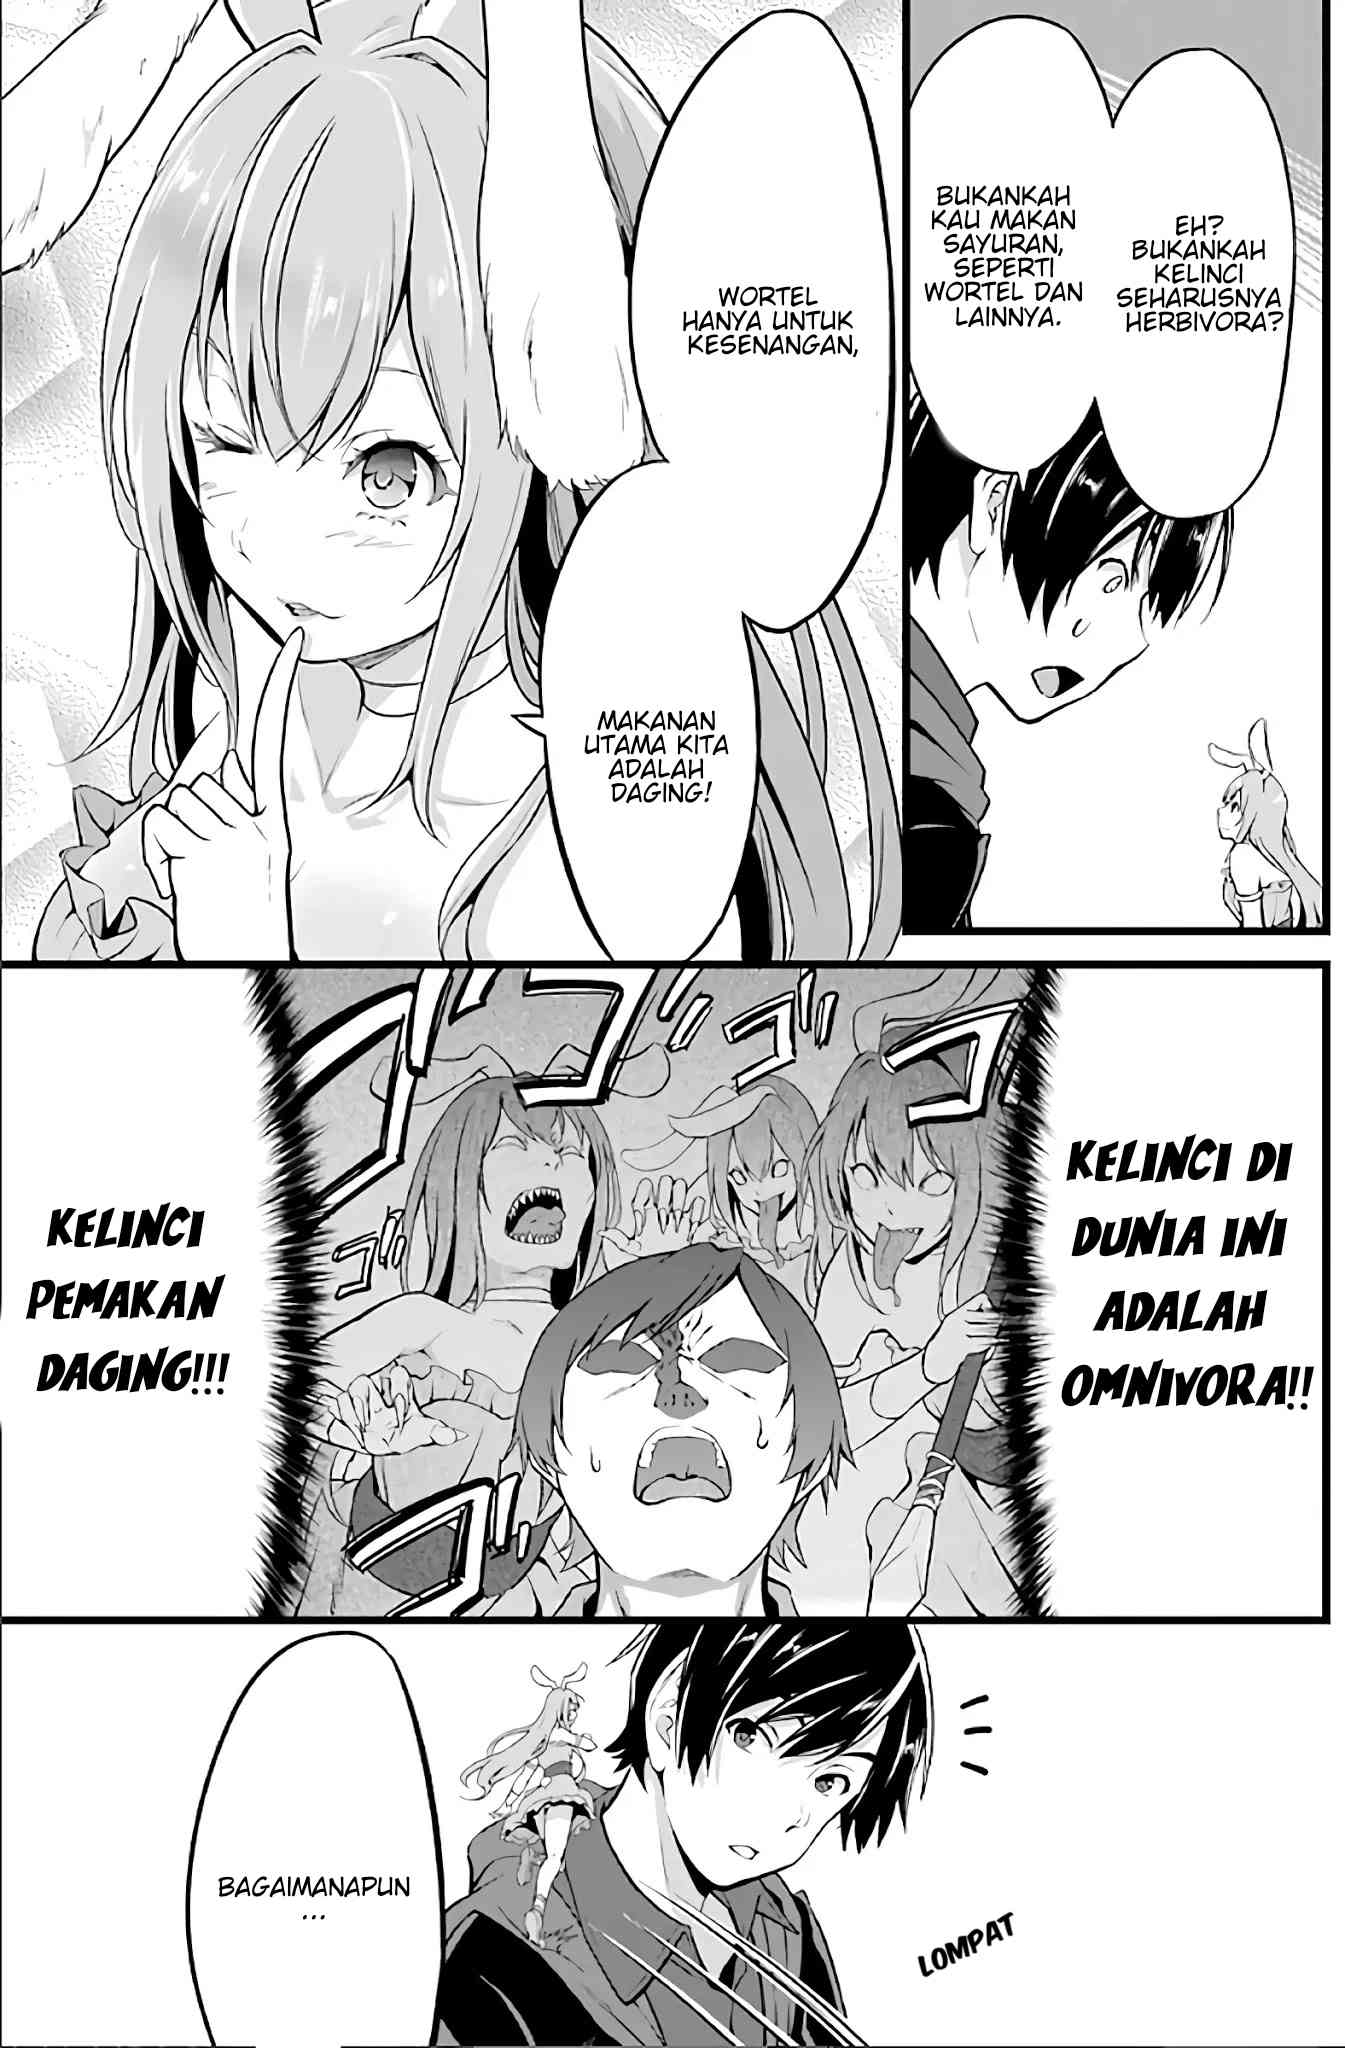 EH?
BUKANKAH
KELINCI
SEHARUSNYA
HERBIVORA?
BUKANKAH
KAU MAKAN
SAYURAN,
SEPERTI
WORTEL DAN
LAINNYA.
WORTEL
HANYA UNTUK
KESENANGAN,
MAKANAN
UTAMA KITA
ADALAH
DAGING!
KELINCI DI
DUNIA INI
ADALAH
OMNIVORA!!
KELINCI
PEMAKAN
DAGING!!!
LOMPAT
BAGAIMANAPUN
...